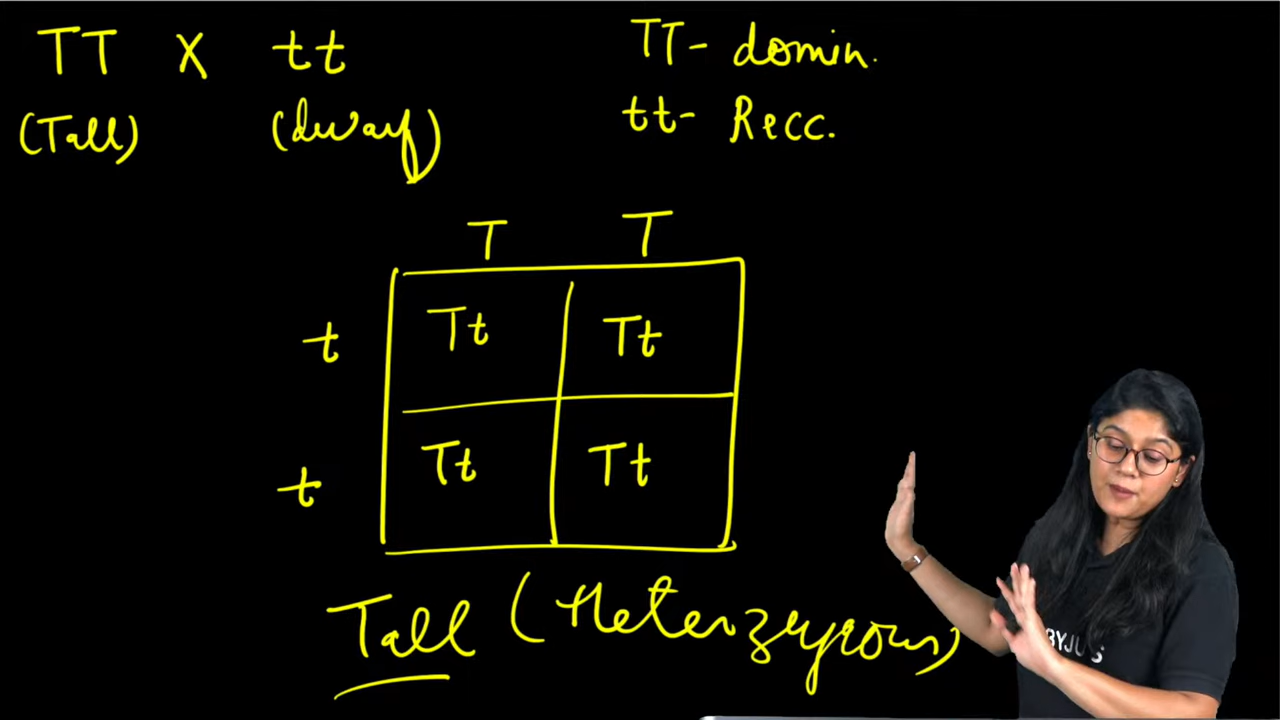 TT X tt
(Tall) (dwarf)
TT- domin.
tt- Recc.
T T
t Tt Tt
t Tt Tt
Tall (Heterozygous)
BYJU'S